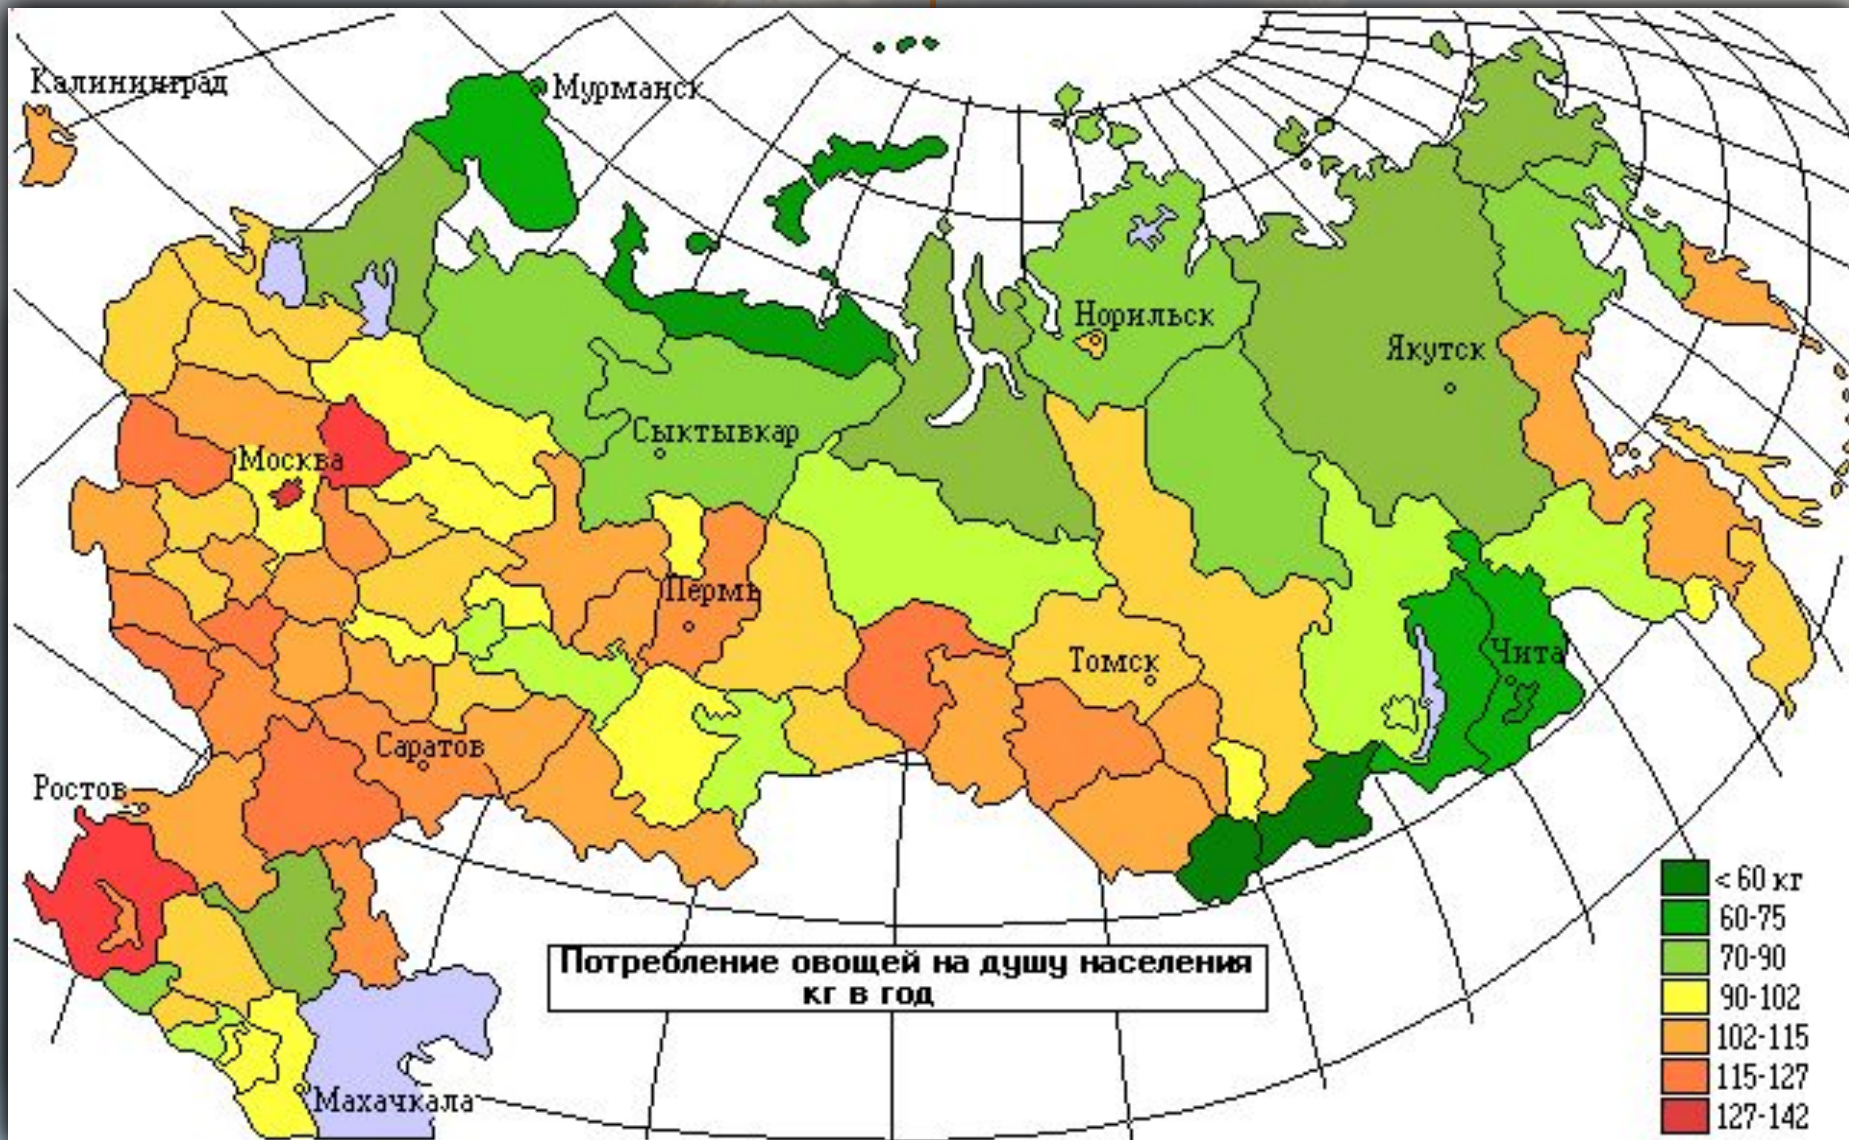 Калининград
Мурманск
Норильск
Якутск
Сыктывкар
Москва
Пермь
Томск
Чита
Саратов
Ростов
Махачкала
Потребление овощей на душу населения
кг в год
< 60 кг
60-75
70-90
90-102
102-115
115-127
127-142